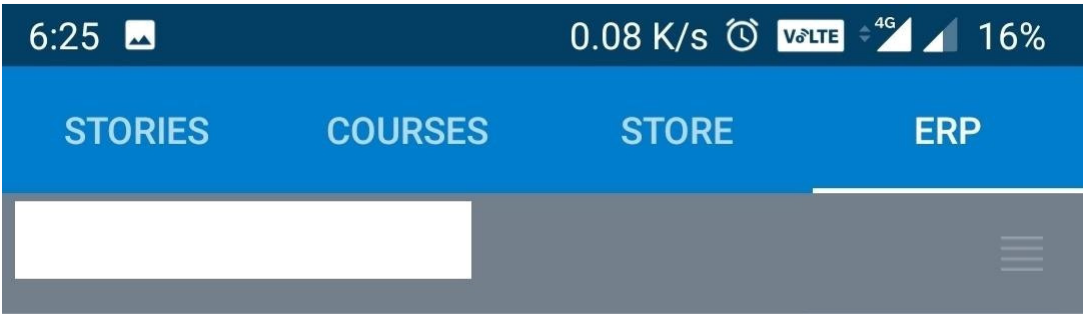 6:25 0.08 K/s VoLTE 4G 16%
STORIES COURSES STORE ERP